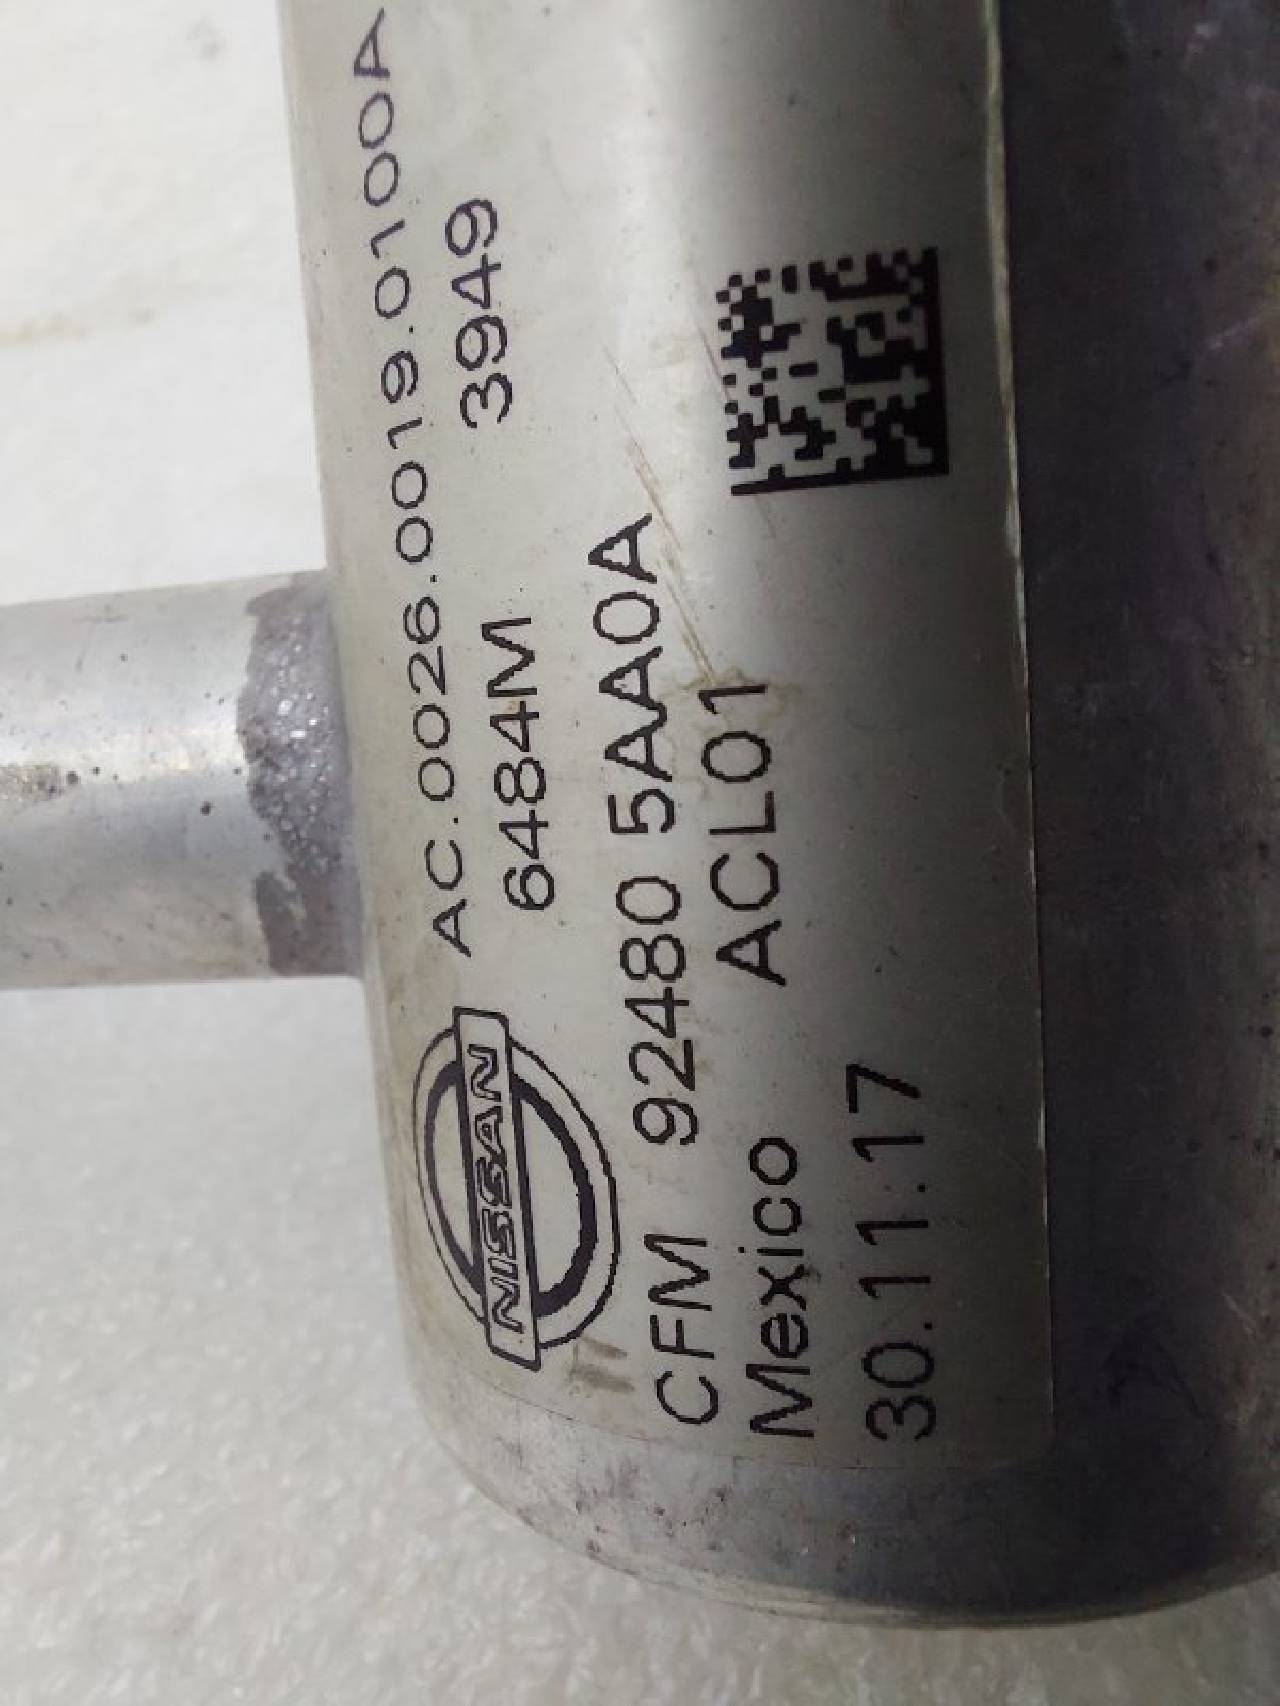 AC.0026.0019.0100A
6484M 3949
NISSAN
CFM 92480 5AA0A
Mexico ACL01
30.11.17